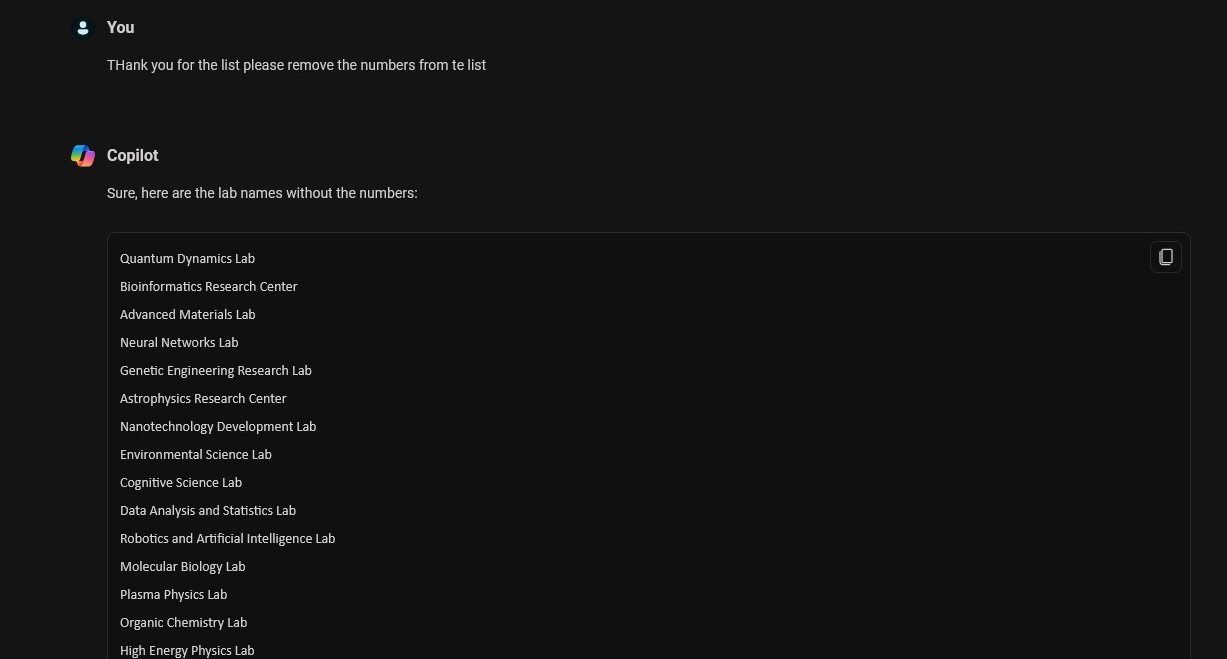 You
THank you for the list please remove the numbers from te list
Copilot
Sure, here are the lab names without the numbers:
Quantum Dynamics Lab
Bioinformatics Research Center
Advanced Materials Lab
Neural Networks Lab
Genetic Engineering Research Lab
Astrophysics Research Center
Nanotechnology Development Lab
Environmental Science Lab
Cognitive Science Lab
Data Analysis and Statistics Lab
Robotics and Artificial Intelligence Lab
Molecular Biology Lab
Plasma Physics Lab
Organic Chemistry Lab
High Energy Physics Lab